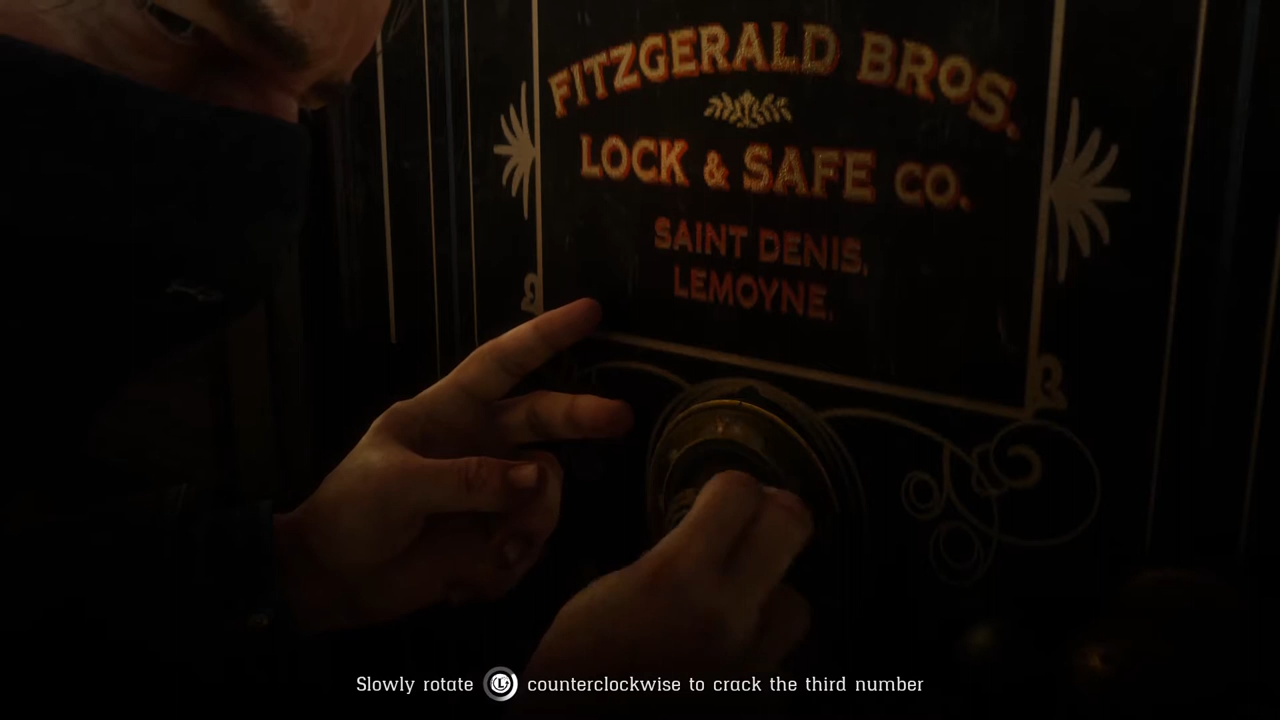 FITZGERALD BROS.
LOCK & SAFE CO.
SAINT DENIS,
LEMOYNE.
Slowly rotate L counterclockwise to crack the third number